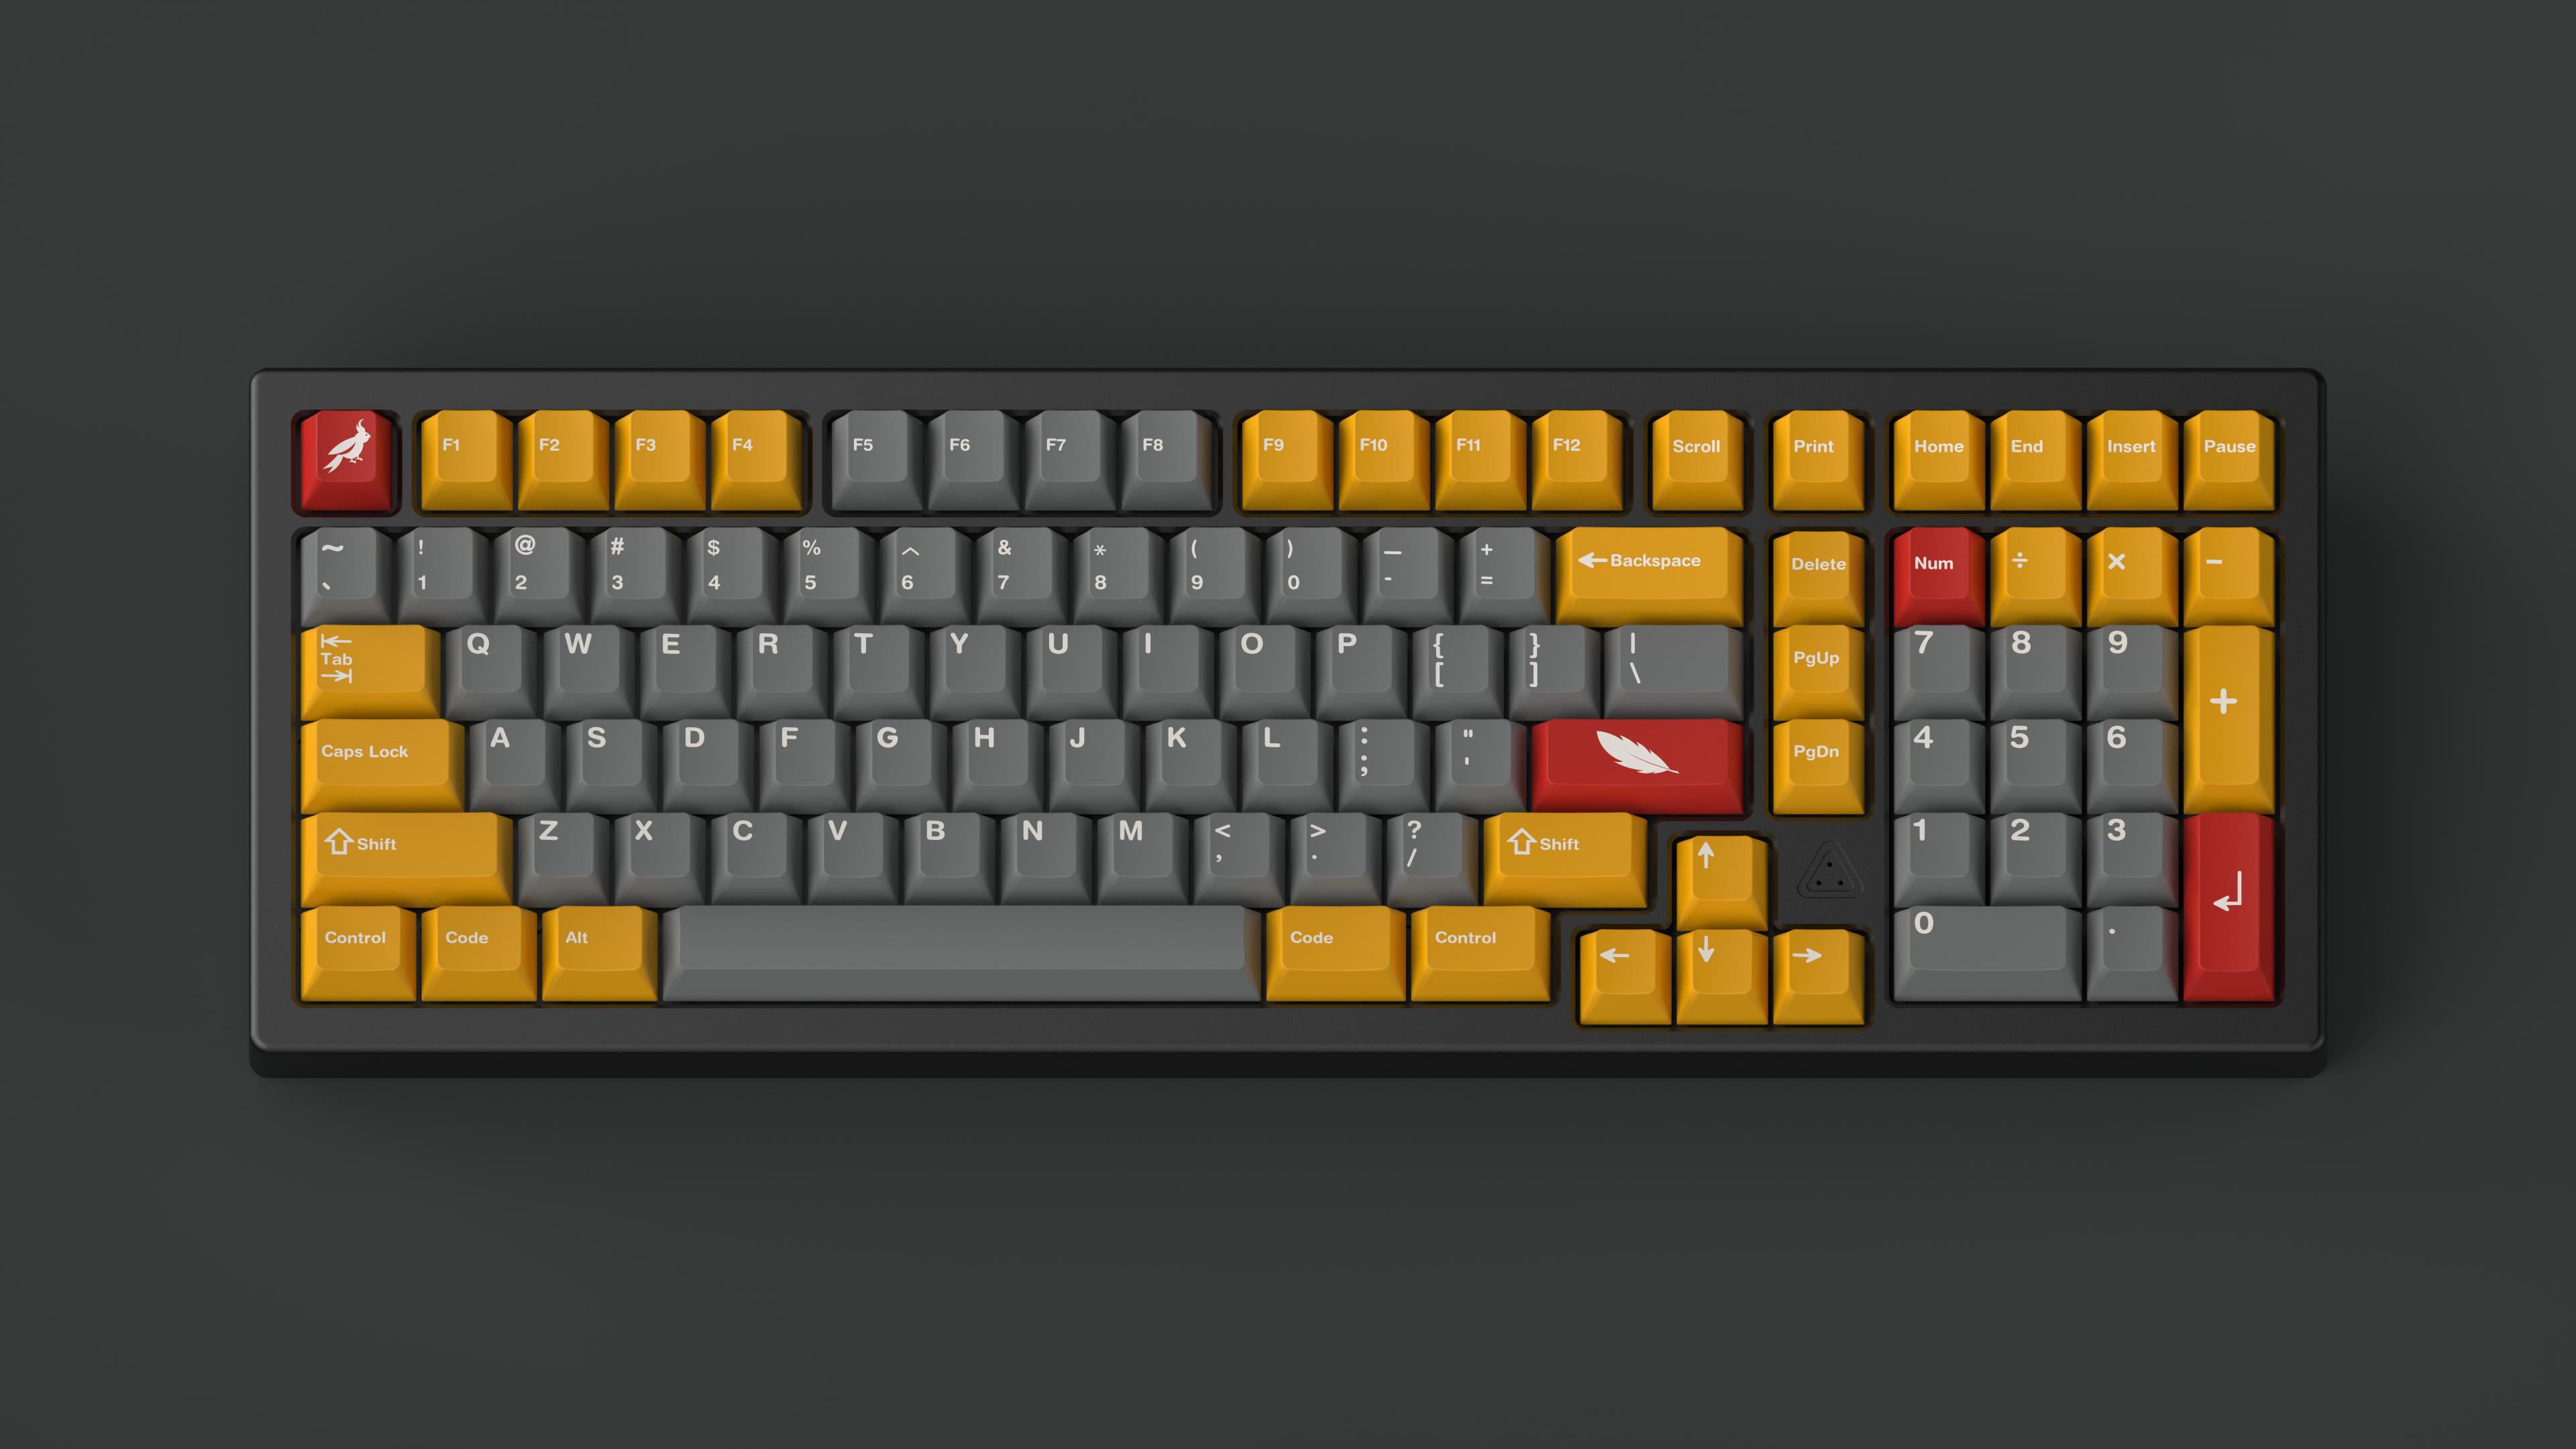 F1 F2 F3 F4 F5 F6 F7 F8 F9 F10 F11 F12 Scroll Print Home End Insert Pause
~ ! @ # $ % ^ & * ( ) — +
` 1 2 3 4 5 6 7 8 9 0 - = ←Backspace Delete Num ÷ × −
⇤
Tab
⇥
Q W E R T Y U I O P { } |
[ ] \
PgUp 7 8 9 +
Caps Lock A S D F G H J K L : "
; '
PgDn 4 5 6
⇧Shift Z X C V B N M < > ?
, . /
⇧Shift ↑ 1 2 3 ↵
Control Code Alt Code Control ← ↓ → 0 .